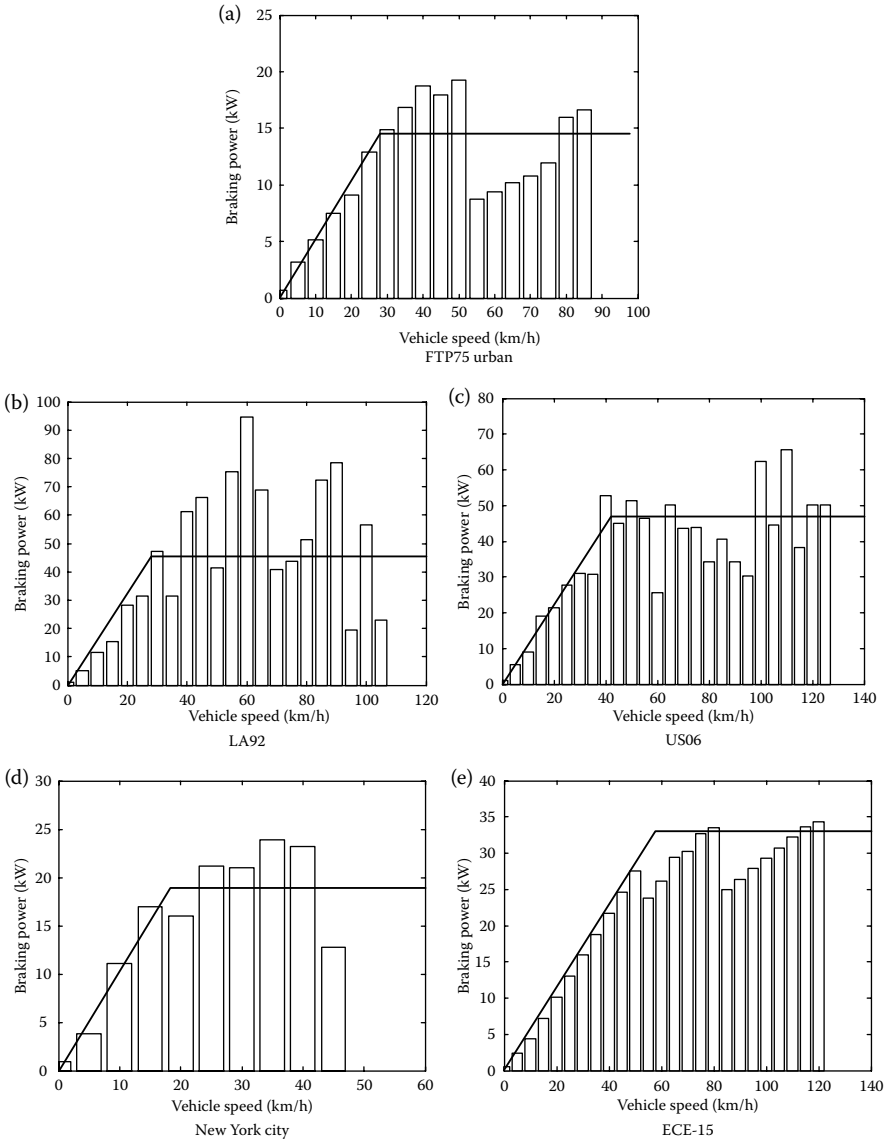 (a)
25
20
15
10
5
0
Braking power (kW)
0 10 20 30 40 50 60 70 80 90 100
Vehicle speed (km/h)
FTP75 urban
(b)
100
90
80
70
60
50
40
30
20
10
0
Braking power (kW)
0 20 40 60 80 100 120
Vehicle speed (km/h)
LA92
(c)
80
70
60
50
40
30
20
10
0
Braking power (kW)
0 20 40 60 80 100 120 140
Vehicle speed (km/h)
US06
(d)
30
25
20
15
10
5
0
Braking power (kW)
0 10 20 30 40 50 60
Vehicle speed (km/h)
New York city
(e)
40
35
30
25
20
15
10
5
0
Braking power (kW)
0 20 40 60 80 100 120 140
Vehicle speed (km/h)
ECE-15